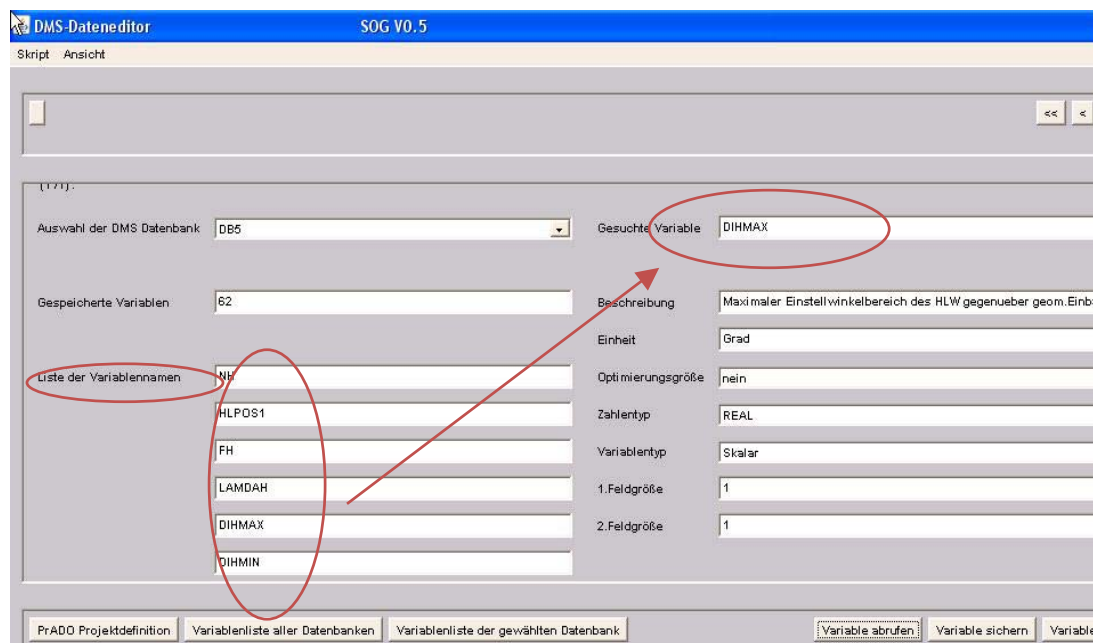 DMS-Dateneditor SOG V0.5
Skript Ansicht
<< <
(171):
Auswahl der DMS Datenbank DB5 Gesuchte Variable DIHMAX
Gespeicherte Variablen 62 Beschreibung Maximaler Einstellwinkelbereich des HLW gegenueber geom.Einb
Einheit Grad
Liste der Variablennamen NH Optimierungsgröße nein
HLPOS1 Zahlentyp REAL
FH Variablentyp Skalar
LAMDAH 1.Feldgröße 1
DIHMAX 2.Feldgröße 1
DIHMIN
PrADO Projektdefinition Variablenliste aller Datenbanken Variablenliste der gewählten Datenbank Variable abrufen Variable sichern Variable